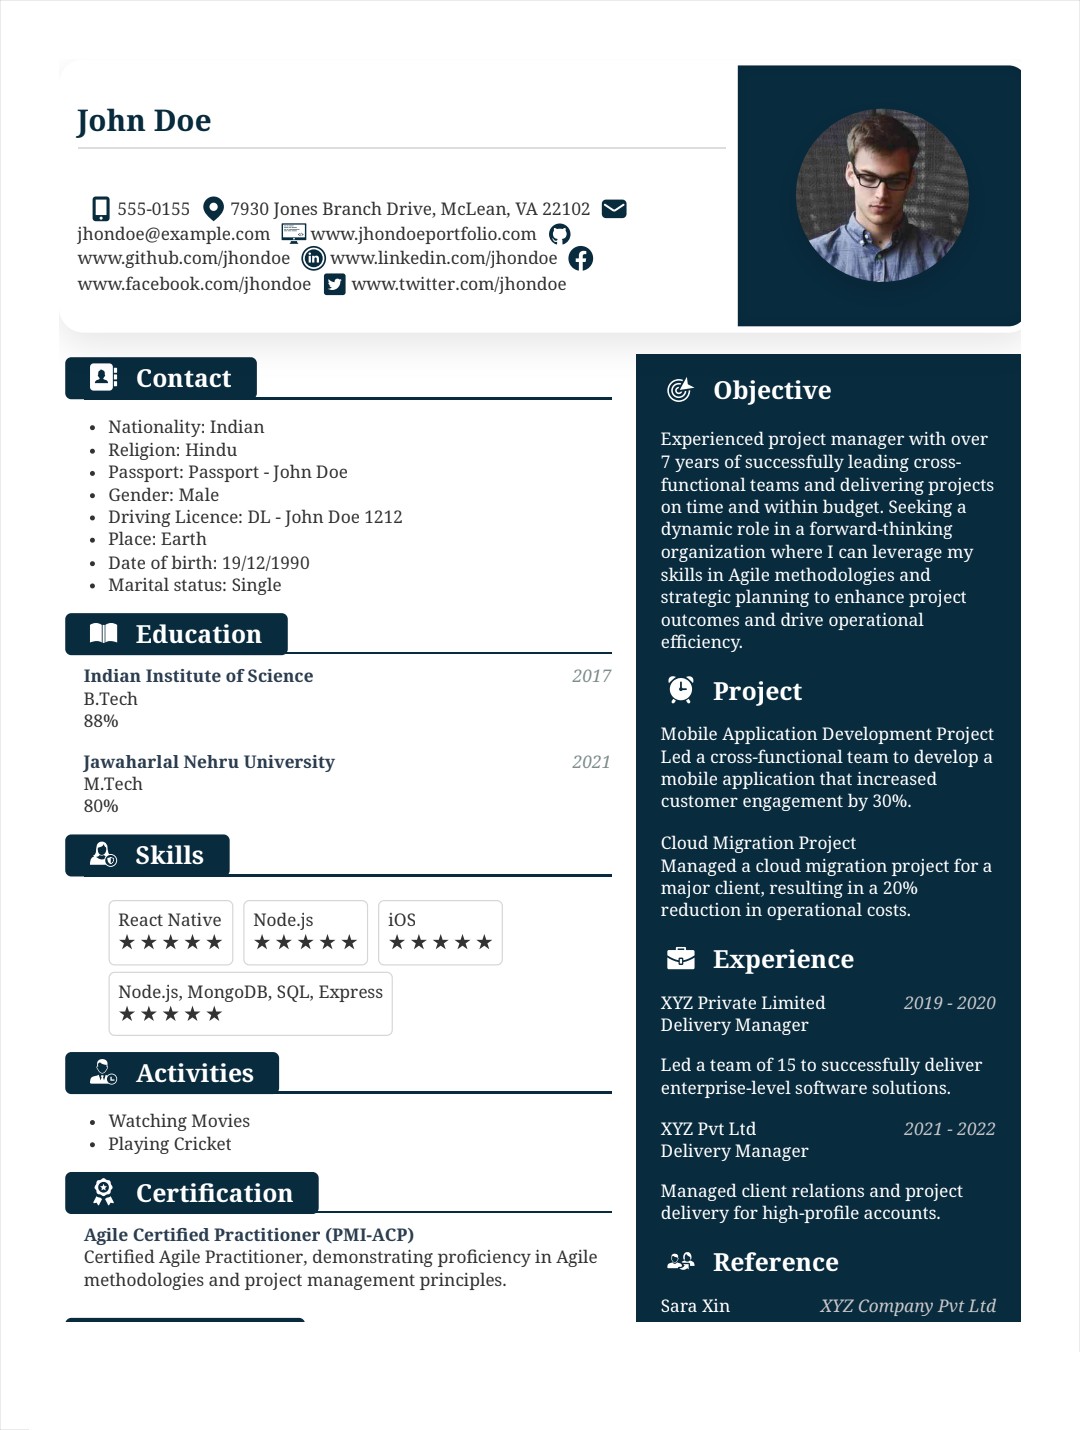 John Doe
555-0155 7930 Jones Branch Drive, McLean, VA 22102
jhondoe@example.com www.jhondoeportfolio.com
www.github.com/jhondoe www.linkedin.com/jhondoe
www.facebook.com/jhondoe www.twitter.com/jhondoe
Contact
• Nationality: Indian
• Religion: Hindu
• Passport: Passport - John Doe
• Gender: Male
• Driving Licence: DL - John Doe 1212
• Place: Earth
• Date of birth: 19/12/1990
• Marital status: Single
Education
Indian Institute of Science 2017
B.Tech
88%
Jawaharlal Nehru University 2021
M.Tech
80%
Skills
React Native Node.js iOS
★★★★★ ★★★★★ ★★★★★
Node.js, MongoDB, SQL, Express
★★★★★
Activities
• Watching Movies
• Playing Cricket
Certification
Agile Certified Practitioner (PMI-ACP)
Certified Agile Practitioner, demonstrating proficiency in Agile
methodologies and project management principles.
Objective
Experienced project manager with over
7 years of successfully leading cross-
functional teams and delivering projects
on time and within budget. Seeking a
dynamic role in a forward-thinking
organization where I can leverage my
skills in Agile methodologies and
strategic planning to enhance project
outcomes and drive operational
efficiency.
Project
Mobile Application Development Project
Led a cross-functional team to develop a
mobile application that increased
customer engagement by 30%.
Cloud Migration Project
Managed a cloud migration project for a
major client, resulting in a 20%
reduction in operational costs.
Experience
XYZ Private Limited 2019 - 2020
Delivery Manager
Led a team of 15 to successfully deliver
enterprise-level software solutions.
XYZ Pvt Ltd 2021 - 2022
Delivery Manager
Managed client relations and project
delivery for high-profile accounts.
Reference
Sara Xin XYZ Company Pvt Ltd